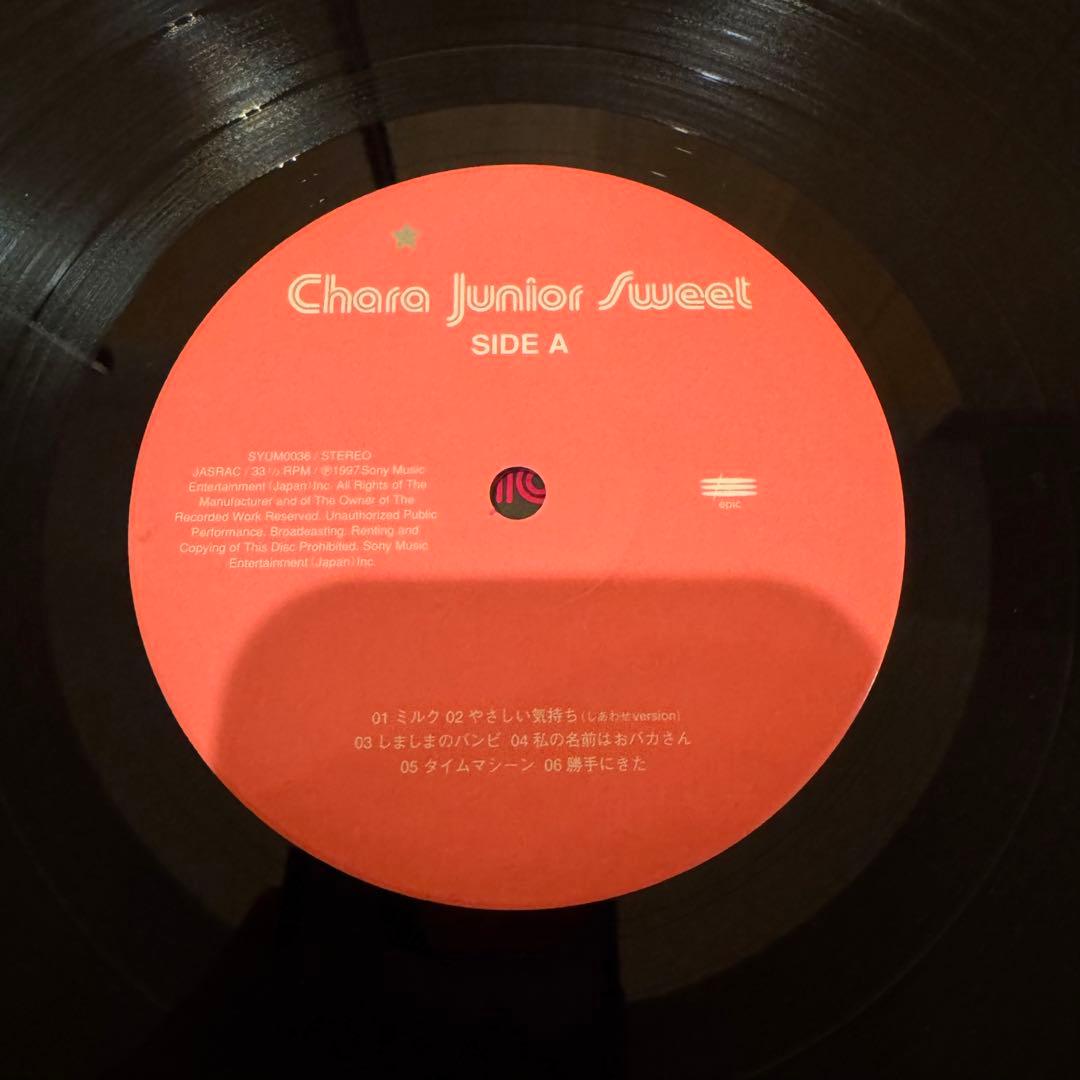 Chara Junior Sweet
SIDE A
SYUM0036 / STEREO
JASRAC / 33 1/3 RPM / ℗1997 Sony Music
Entertainment (Japan) Inc. All Rights of The
Manufacturer and of The Owner of The
Recorded Work Reserved. Unauthorized Public
Performance. Broadcasting. Renting and
Copying of This Disc Prohibited. Sony Music
Entertainment (Japan) Inc.
epic
01 ミルク 02 やさしい気持ち (しあわせversion)
03 しましまのバンビ 04 私の名前はおバカさん
05 タイムマシーン 06 勝手にきた